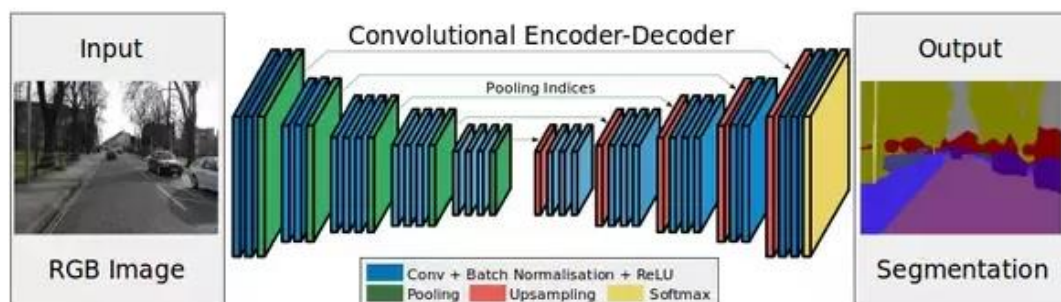 Input
RGB Image
Convolutional Encoder-Decoder
Pooling Indices
Conv + Batch Normalisation + ReLU
Pooling Upsampling Softmax
Output
Segmentation